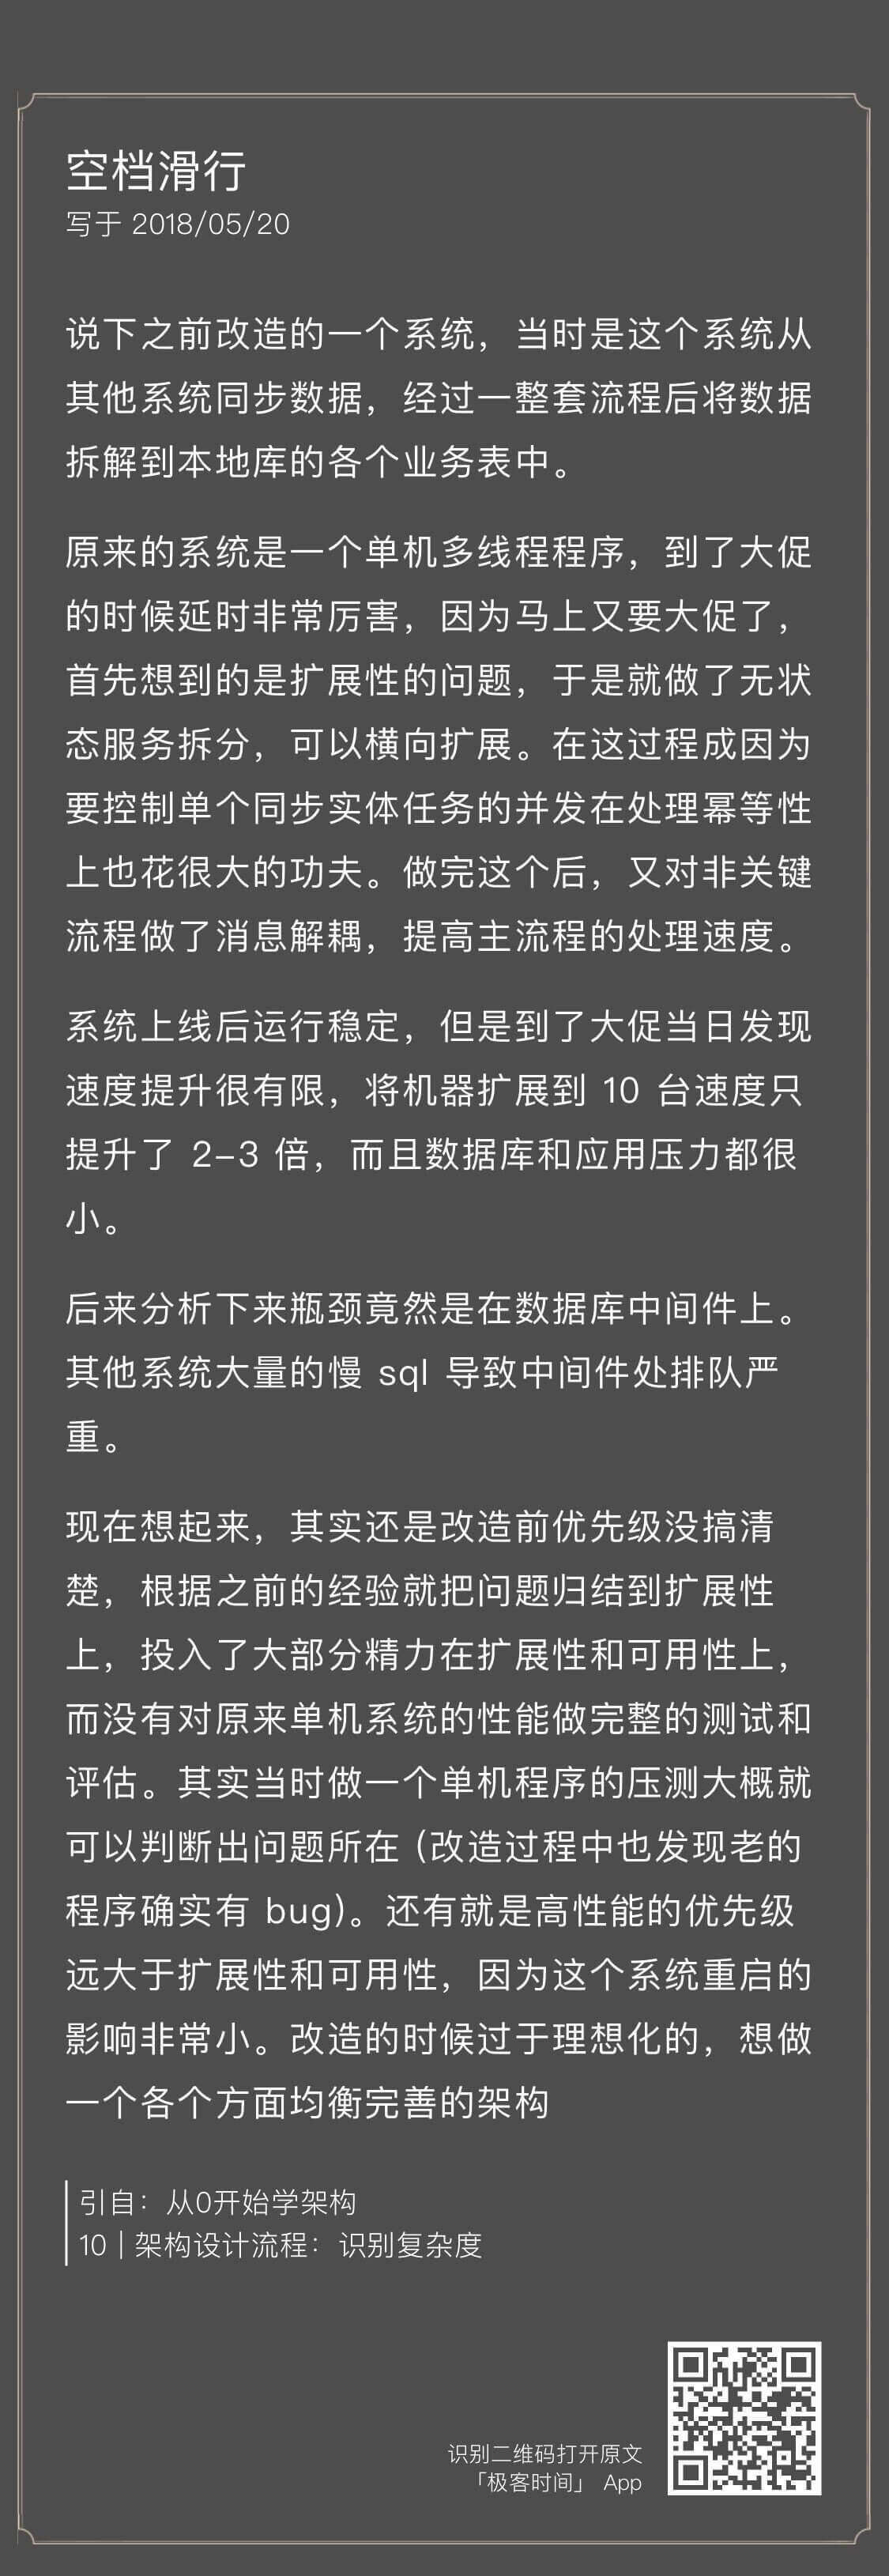 空档滑行
写于 2018/05/20
说下之前改造的一个系统，当时是这个系统从
其他系统同步数据，经过一整套流程后将数据
拆解到本地库的各个业务表中。
原来的系统是一个单机多线程程序，到了大促
的时候延时非常厉害，因为马上又要大促了，
首先想到的是扩展性的问题，于是就做了无状
态服务拆分，可以横向扩展。在这过程成因为
要控制单个同步实体任务的并发在处理幂等性
上也花很大的功夫。做完这个后，又对非关键
流程做了消息解耦，提高主流程的处理速度。
系统上线后运行稳定，但是到了大促当日发现
速度提升很有限，将机器扩展到 10 台速度只
提升了 2-3 倍，而且数据库和应用压力都很
小。
后来分析下来瓶颈竟然是在数据库中间件上。
其他系统大量的慢 sql 导致中间件处排队严
重。
现在想起来，其实还是改造前优先级没搞清
楚，根据之前的经验就把问题归结到扩展性
上，投入了大部分精力在扩展性和可用性上，
而没有对原来单机系统的性能做完整的测试和
评估。其实当时做一个单机程序的压测大概就
可以判断出问题所在 (改造过程中也发现老的
程序确实有 bug)。还有就是高性能的优先级
远大于扩展性和可用性，因为这个系统重启的
影响非常小。改造的时候过于理想化的，想做
一个各个方面均衡完善的架构
引自：从0开始学架构
10 | 架构设计流程：识别复杂度
识别二维码打开原文
「极客时间」 App